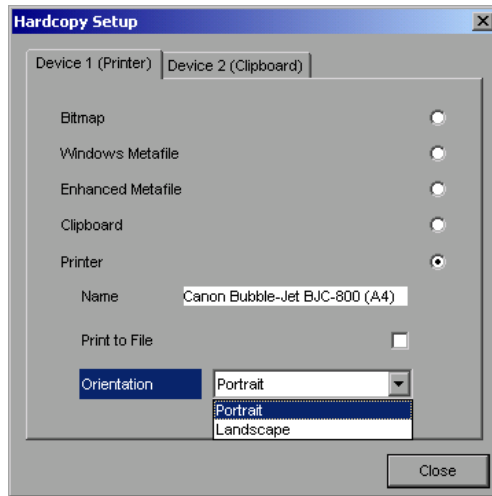 Hardcopy Setup
Device 1 (Printer) Device 2 (Clipboard)
Bitmap
Windows Metafile
Enhanced Metafile
Clipboard
Printer
Name Canon Bubble-Jet BJC-800 (A4)
Print to File
Orientation Portrait
Portrait
Landscape
Close